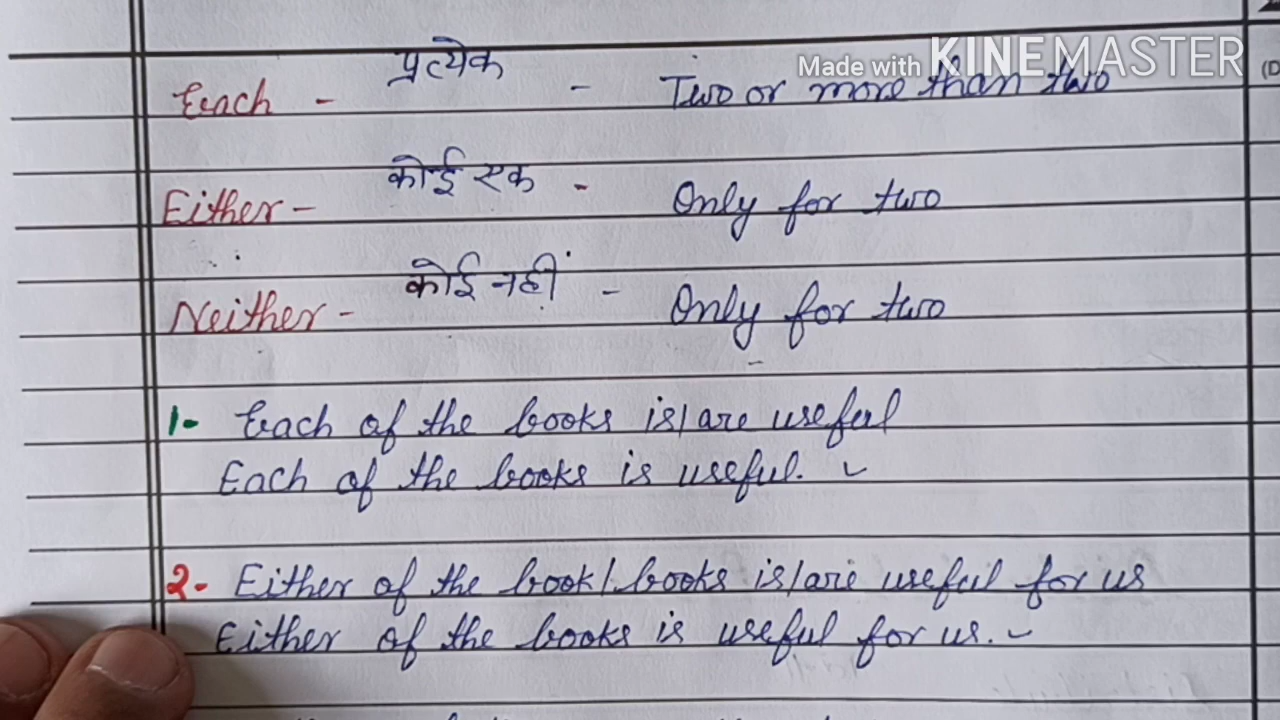 Made with KINEMASTER
Each - प्रत्येक - Two or more than two
Either - कोई एक - Only for two
Neither - कोई नहीं - Only for two
1- Each of the books is/are useful
Each of the books is useful.
2- Either of the book/books is/are useful for us
Either of the books is useful for us.